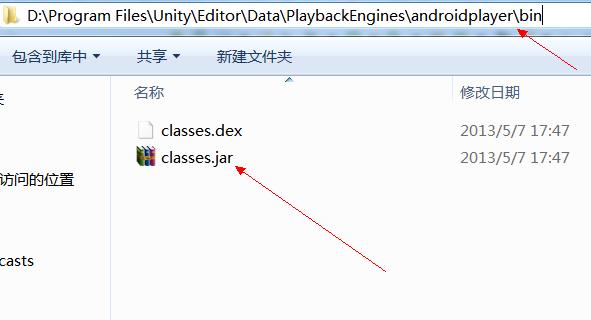 D:\Program Files\Unity\Editor\Data\PlaybackEngines\androidplayer\bin
包含到库中 共享 新建文件夹
名称 修改日期
classes.dex 2013/5/7 17:47
classes.jar 2013/5/7 17:47
访问的位置
casts